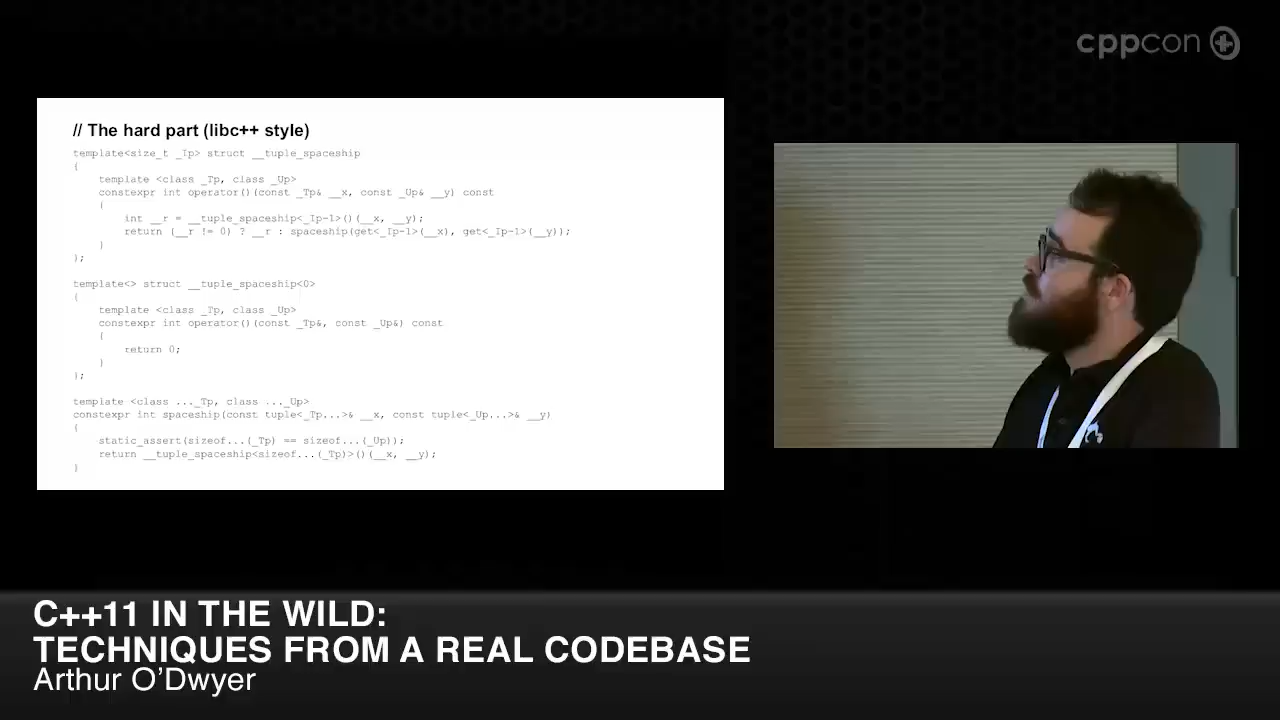 cppcon
// The hard part (libc++ style)
template<size_t _Ip> struct __tuple_spaceship
{
    template <class _Tp, class _Up>
    constexpr int operator()(const _Tp& __x, const _Up& __y) const
    {
        int __r = __tuple_spaceship<_Ip-1>()(__x, __y);
        return (__r != 0) ? __r : spaceship(get<_Ip-1>(__x), get<_Ip-1>(__y));
    }
};
template<> struct __tuple_spaceship<0>
{
    template <class _Tp, class _Up>
    constexpr int operator()(const _Tp&, const _Up&) const
    {
        return 0;
    }
};
template <class ..._Tp, class ..._Up>
constexpr int spaceship(const tuple<_Tp...>& __x, const tuple<_Up...>& __y)
{
    static_assert(sizeof...(_Tp) == sizeof...(_Up));
    return __tuple_spaceship<sizeof...(_Tp)>()(__x, __y);
}
C++11 IN THE WILD:
TECHNIQUES FROM A REAL CODEBASE
Arthur O'Dwyer